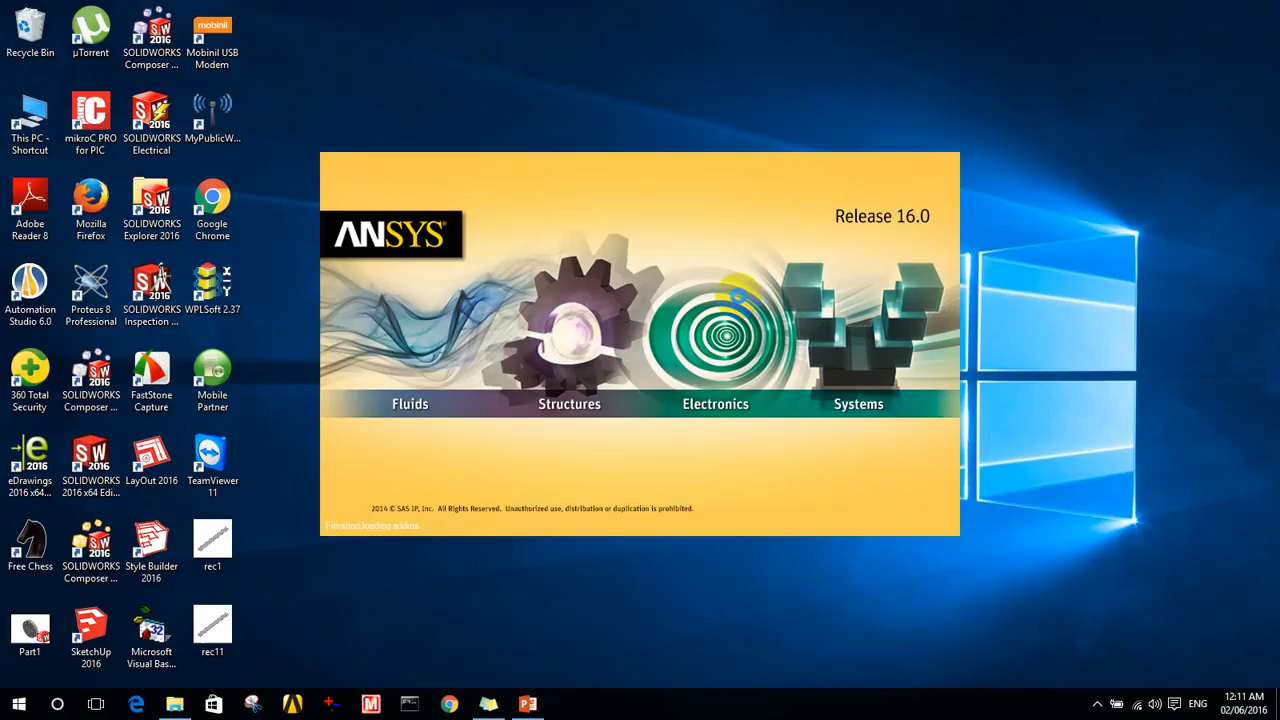 Recycle Bin
µTorrent
SOLIDWORKS
Composer ...
mobinil
Mobinil USB
Modem
This PC -
Shortcut
mikroC PRO
for PIC
SOLIDWORKS
Electrical
MyPublicW...
Adobe
Reader 8
Mozilla
Firefox
SOLIDWORKS
Explorer 2016
Google
Chrome
Automation
Studio 6.0
Proteus 8
Professional
SOLIDWORKS
Inspection ...
WPLSoft 2.37
360 Total
Security
SOLIDWORKS
Composer ...
FastStone
Capture
Mobile
Partner
eDrawings
2016 x64...
SOLIDWORKS
2016 x64 Edi...
LayOut 2016
TeamViewer
11
Free Chess
SOLIDWORKS
Composer ...
Style Builder
2016
rec1
Part1
SketchUp
2016
Microsoft
Visual Bas...
rec11
ANSYS®
Release 16.0
Fluids
Structures
Electronics
Systems
2014 © SAS IP, Inc. All Rights Reserved. Unauthorized use, distribution or duplication is prohibited.
Finished loading addins
ENG
12:11 AM
02/06/2016